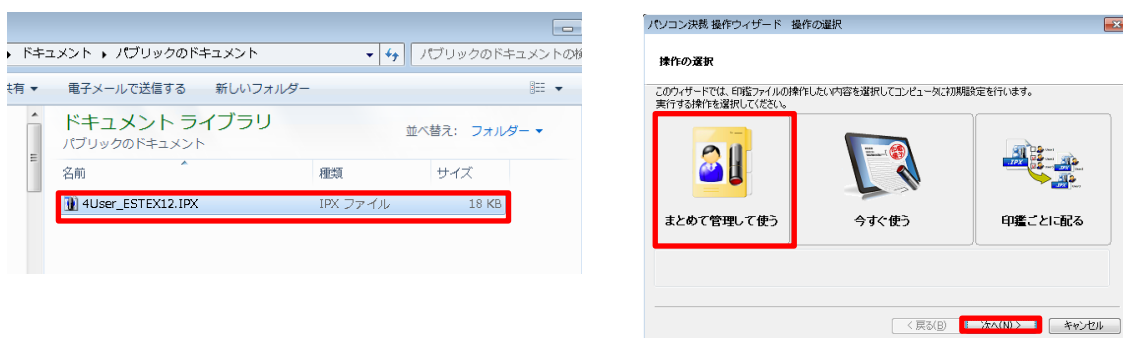 ドキュメント ▸ パブリックのドキュメント
パブリックのドキュメントの検
共有 ▼ 電子メールで送信する 新しいフォルダー
ドキュメント ライブラリ
パブリックのドキュメント
並べ替え: フォルダー ▼
名前 種類 サイズ
4User_ESTEX12.IPX IPX ファイル 18 KB
パソコン決裁 操作ウィザード 操作の選択
操作の選択
このウィザードでは、印鑑ファイルの操作したい内容を選択してコンピュータに初期設定を行います。
実行する操作を選択してください。
まとめて管理して使う
今すぐ使う
印鑑ごとに配る
< 戻る(B) 次へ(N) > キャンセル